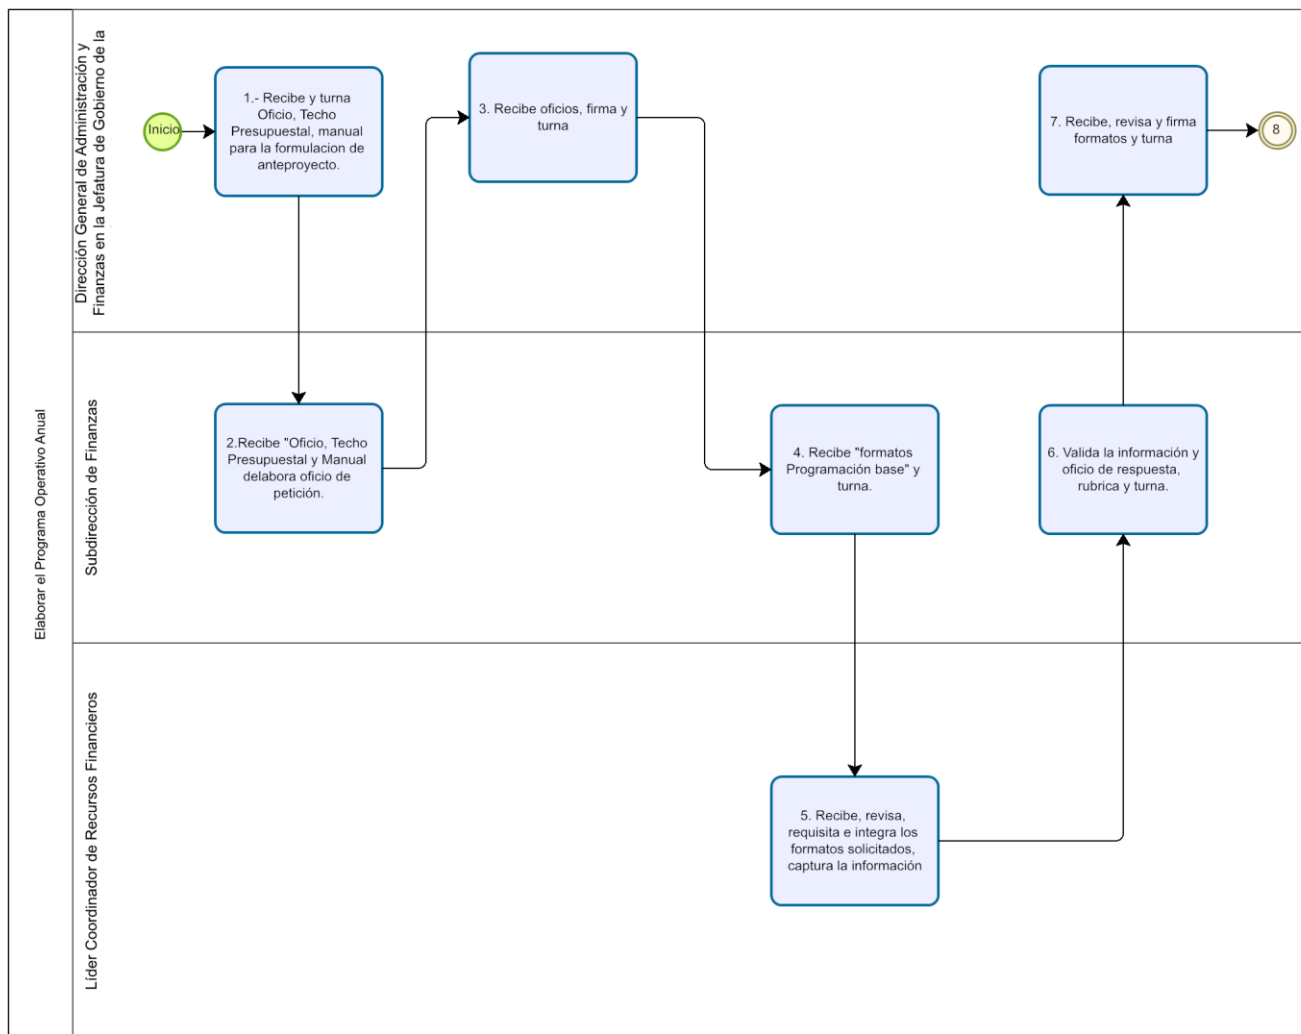 Elaborar el Programa Operativo Anual
Dirección General de Administración y
Finanzas en la Jefatura de Gobierno de la
Inicio
1.- Recibe y turna
Oficio, Techo
Presupuestal, manual
para la formulacion de
anteproyecto.
3. Recibe oficios, firma y
turna
7. Recibe, revisa y firma
formatos y turna
8
Subdirección de Finanzas
2.Recibe "Oficio, Techo
Presupuestal y Manual
delabora oficio de
petición.
4. Recibe "formatos
Programación base" y
turna.
6. Valida la información y
oficio de respuesta,
rubrica y turna.
Líder Coordinador de Recursos Financieros
5. Recibe, revisa,
requisita e integra los
formatos solicitados,
captura la información